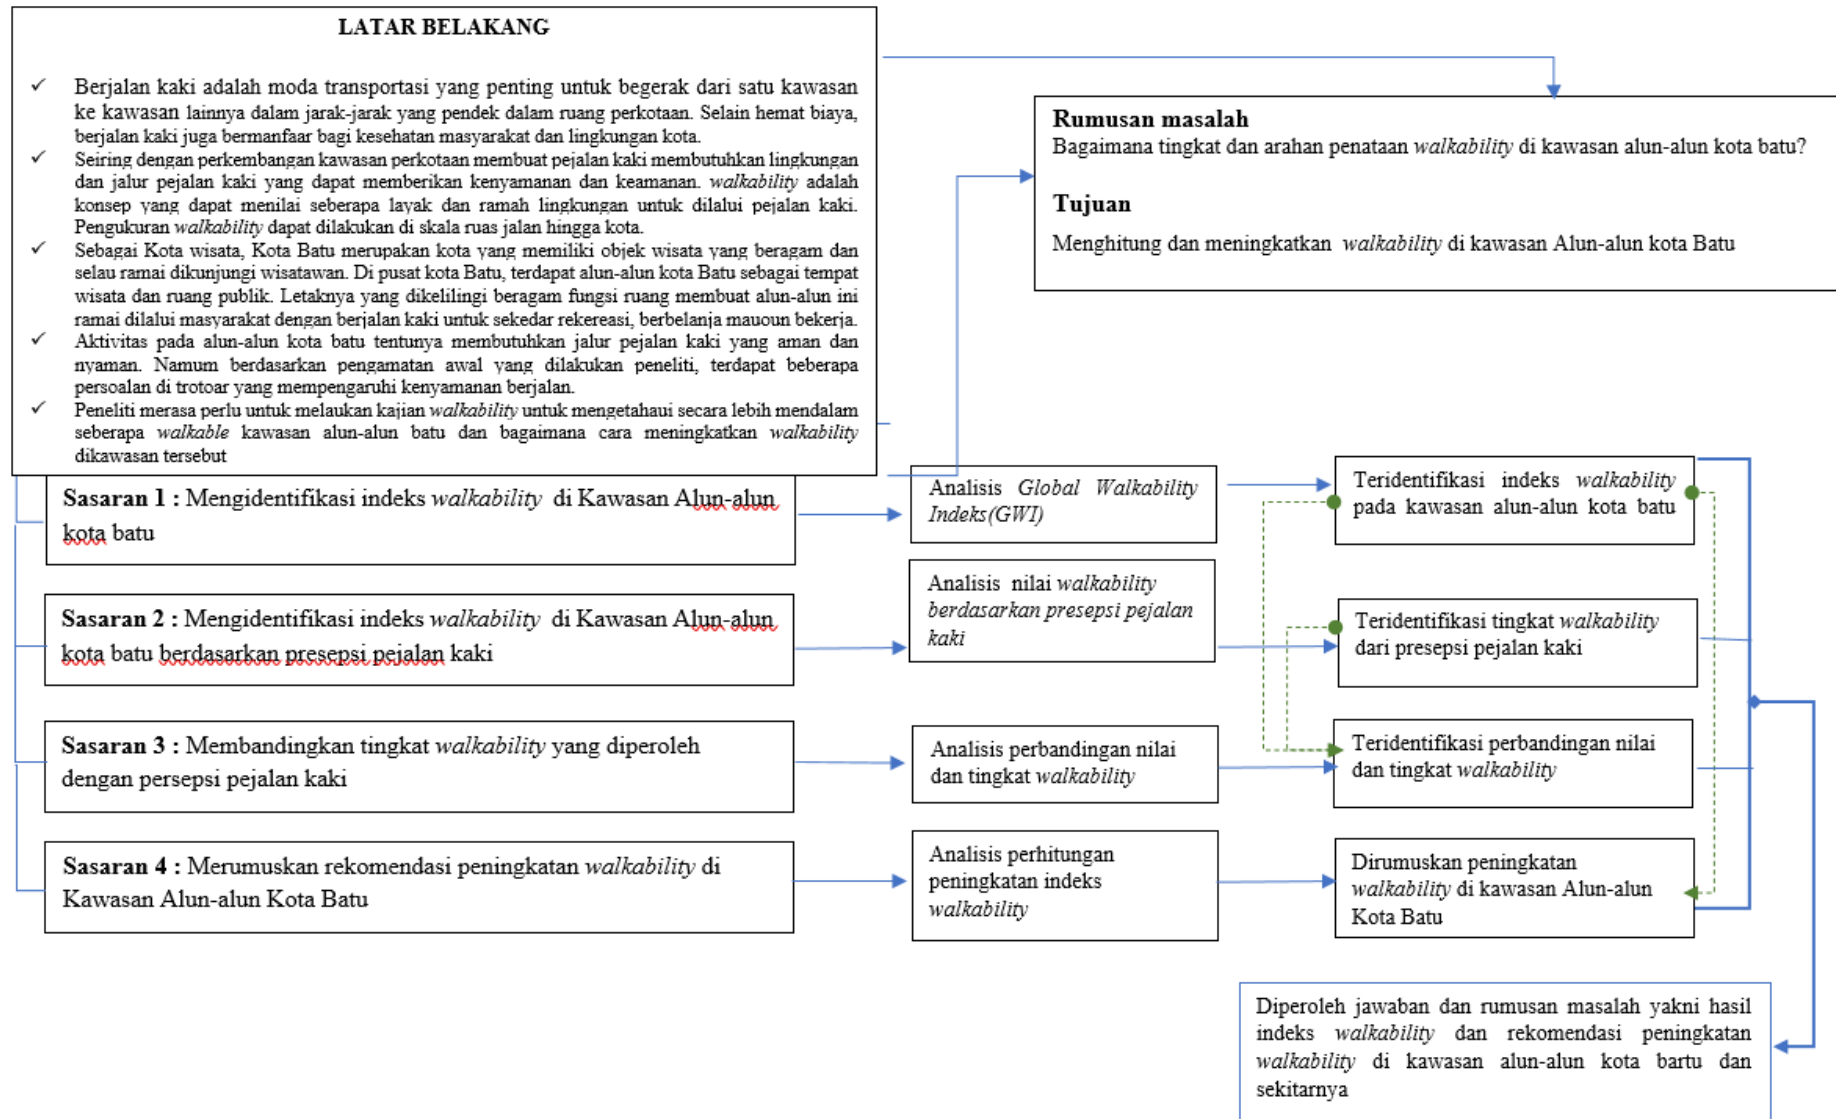 LATAR BELAKANG
✓ Berjalan kaki adalah moda transportasi yang penting untuk begerak dari satu kawasan
ke kawasan lainnya dalam jarak-jarak yang pendek dalam ruang perkotaan. Selain hemat biaya,
berjalan kaki juga bermanfaar bagi kesehatan masyarakat dan lingkungan kota.
✓ Seiring dengan perkembangan kawasan perkotaan membuat pejalan kaki membutuhkan lingkungan
dan jalur pejalan kaki yang dapat memberikan kenyamanan dan keamanan. walkability adalah
konsep yang dapat menilai seberapa layak dan ramah lingkungan untuk dilalui pejalan kaki.
Pengukuran walkability dapat dilakukan di skala ruas jalan hingga kota.
✓ Sebagai Kota wisata, Kota Batu merupakan kota yang memiliki objek wisata yang beragam dan
selau ramai dikunjungi wisatawan. Di pusat kota Batu, terdapat alun-alun kota Batu sebagai tempat
wisata dan ruang publik. Letaknya yang dikelilingi beragam fungsi ruang membuat alun-alun ini
ramai dilalui masyarakat dengan berjalan kaki untuk sekedar rekereasi, berbelanja mauoun bekerja.
✓ Aktivitas pada alun-alun kota batu tentunya membutuhkan jalur pejalan kaki yang aman dan
nyaman. Namum berdasarkan pengamatan awal yang dilakukan peneliti, terdapat beberapa
persoalan di trotoar yang mempengaruhi kenyamanan berjalan.
✓ Peneliti merasa perlu untuk melaukan kajian walkability untuk mengetahaui secara lebih mendalam
seberapa walkable kawasan alun-alun batu dan bagaimana cara meningkatkan walkability
dikawasan tersebut
Rumusan masalah
Bagaimana tingkat dan arahan penataan walkability di kawasan alun-alun kota batu?
Tujuan
Menghitung dan meningkatkan walkability di kawasan Alun-alun kota Batu
Sasaran 1 : Mengidentifikasi indeks walkability di Kawasan Alun-alun
kota batu
Analisis Global Walkability
Indeks(GWI)
Teridentifikasi indeks walkability
pada kawasan alun-alun kota batu
Sasaran 2 : Mengidentifikasi indeks walkability di Kawasan Alun-alun
kota batu berdasarkan presepsi pejalan kaki
Analisis nilai walkability
berdasarkan presepsi pejalan
kaki
Teridentifikasi tingkat walkability
dari presepsi pejalan kaki
Sasaran 3 : Membandingkan tingkat walkability yang diperoleh
dengan persepsi pejalan kaki
Analisis perbandingan nilai
dan tingkat walkability
Teridentifikasi perbandingan nilai
dan tingkat walkability
Sasaran 4 : Merumuskan rekomendasi peningkatan walkability di
Kawasan Alun-alun Kota Batu
Analisis perhitungan
peningkatan indeks
walkability
Dirumuskan peningkatan
walkability di kawasan Alun-alun
Kota Batu
Diperoleh jawaban dan rumusan masalah yakni hasil
indeks walkability dan rekomendasi peningkatan
walkability di kawasan alun-alun kota bartu dan
sekitarnya